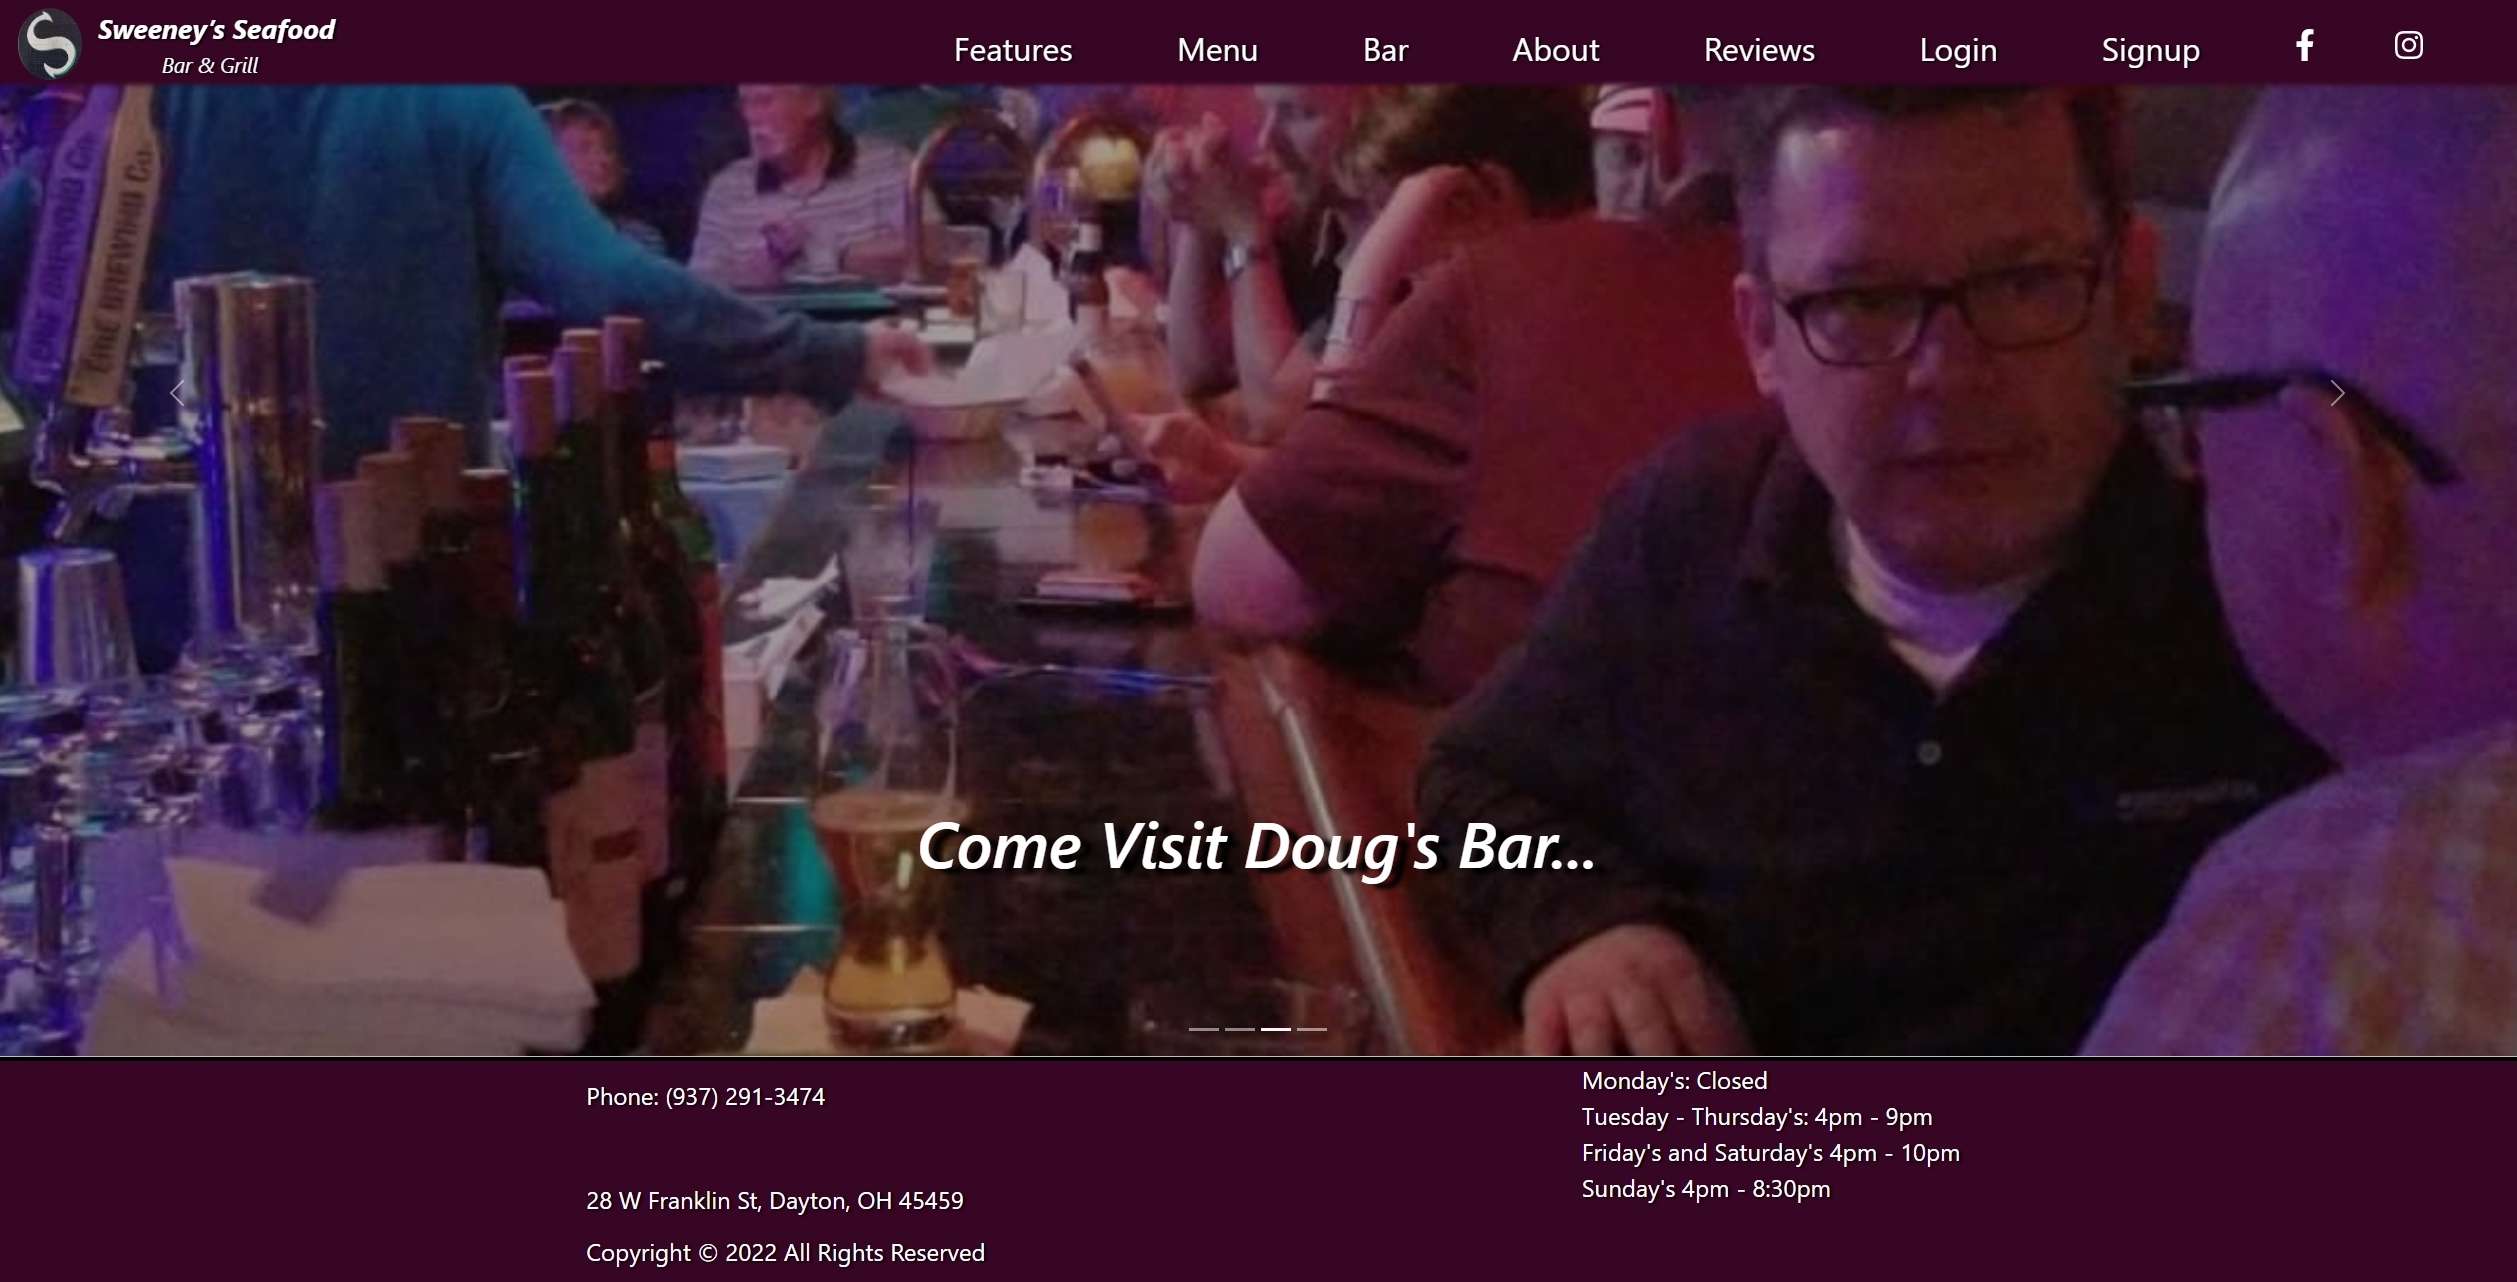 Sweeney's Seafood
Bar & Grill
Features Menu Bar About Reviews Login Signup
Come Visit Doug's Bar...
Phone: (937) 291-3474
28 W Franklin St, Dayton, OH 45459
Copyright © 2022 All Rights Reserved
Monday's: Closed
Tuesday - Thursday's: 4pm - 9pm
Friday's and Saturday's 4pm - 10pm
Sunday's 4pm - 8:30pm